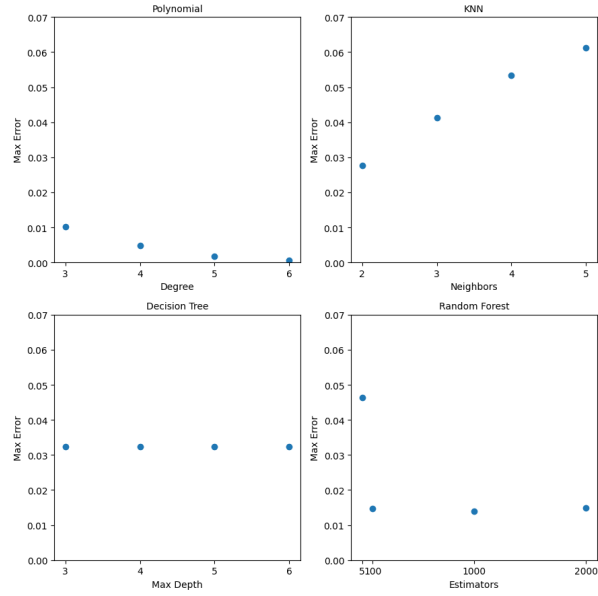 Polynomial
0.07
0.06
0.05
0.04
0.03
0.02
0.01
0.00
Max Error
3 4 5 6
Degree
KNN
0.07
0.06
0.05
0.04
0.03
0.02
0.01
0.00
Max Error
2 3 4 5
Neighbors
Decision Tree
0.07
0.06
0.05
0.04
0.03
0.02
0.01
0.00
Max Error
3 4 5 6
Max Depth
Random Forest
0.07
0.06
0.05
0.04
0.03
0.02
0.01
0.00
Max Error
5100 1000 2000
Estimators